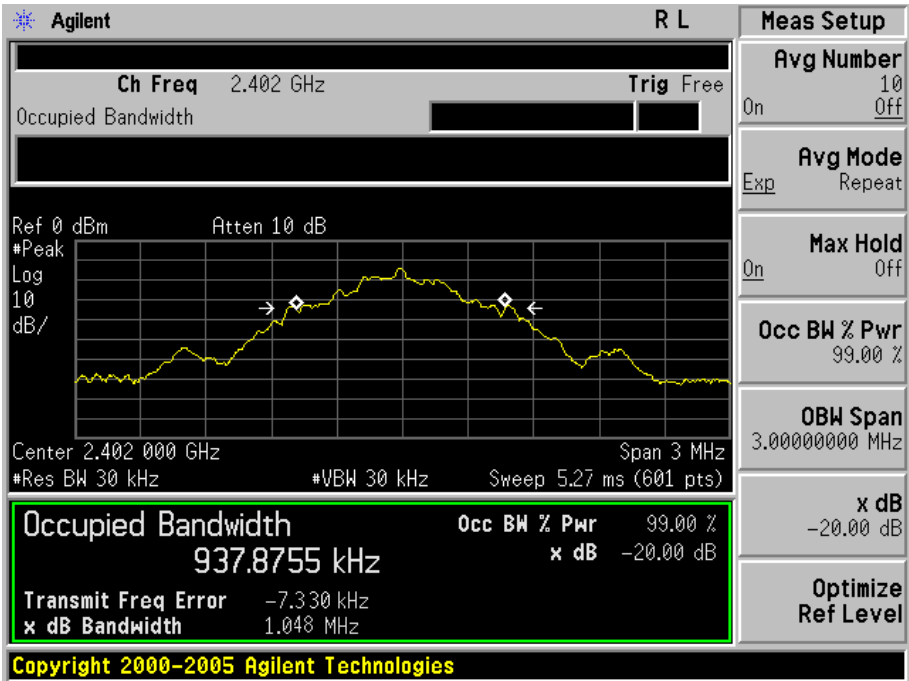 Agilent R L
Ch Freq 2.402 GHz Trig Free
Occupied Bandwidth
Ref 0 dBm Atten 10 dB
#Peak
Log
10
dB/
Center 2.402 000 GHz Span 3 MHz
#Res BW 30 kHz #VBW 30 kHz Sweep 5.27 ms (601 pts)
Occupied Bandwidth
937.8755 kHz
Occ BW % Pwr 99.00 %
x dB -20.00 dB
Transmit Freq Error -7.330 kHz
x dB Bandwidth 1.048 MHz
Copyright 2000-2005 Agilent Technologies
Meas Setup
Avg Number
10
On Off
Avg Mode
Exp Repeat
Max Hold
On Off
Occ BW % Pwr
99.00 %
OBW Span
3.00000000 MHz
x dB
-20.00 dB
Optimize
Ref Level